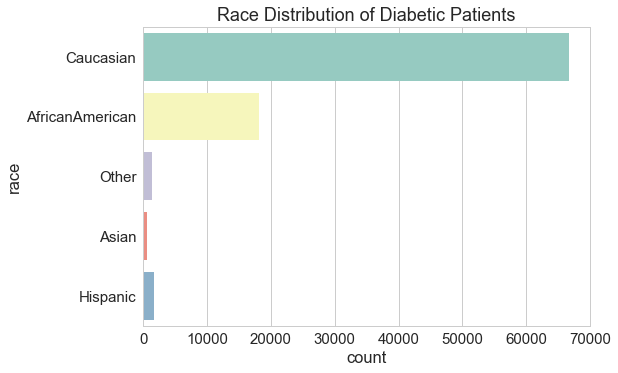 Race Distribution of Diabetic Patients
Caucasian
AfricanAmerican
Other
Asian
Hispanic
race
0 10000 20000 30000 40000 50000 60000 70000
count